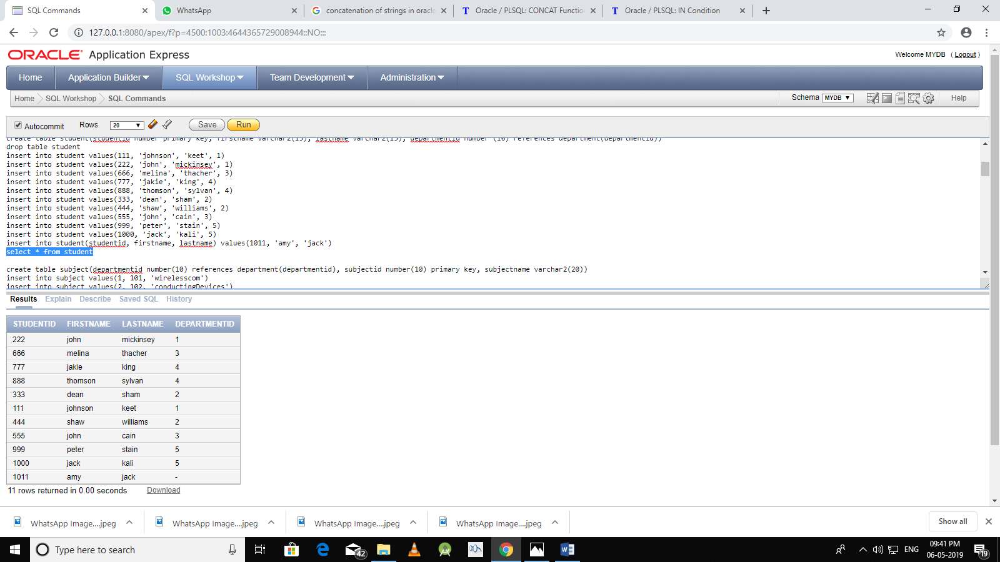 SQL Commands
WhatsApp
concatenation of strings in oracle
Oracle / PLSQL: CONCAT Functio
Oracle / PLSQL: IN Condition
127.0.0.1:8080/apex/f?p=4500:1003:4644365729008944::NO:::
ORACLE Application Express
Welcome MYDB ( Logout )
Home
Application Builder
SQL Workshop
Team Development
Administration
Home SQL Workshop SQL Commands
Schema MYDB
Help
Autocommit Rows 20 Save Run
create table student(studentid number primary key, firstname varchar2(15), lastname varchar2(15), departmentid number (10) references department(departmentid))
drop table student
insert into student values(111, 'johnson', 'keet', 1)
insert into student values(222, 'john', 'mickinsey', 1)
insert into student values(666, 'melina', 'thacher', 3)
insert into student values(777, 'jakie', 'king', 4)
insert into student values(888, 'thomson', 'sylvan', 4)
insert into student values(333, 'dean', 'sham', 2)
insert into student values(444, 'shaw', 'williams', 2)
insert into student values(555, 'john', 'cain', 3)
insert into student values(999, 'peter', 'stain', 5)
insert into student values(1000, 'jack', 'kali', 5)
insert into student(studentid, firstname, lastname) values(1011, 'amy', 'jack')
select * from student
create table subject(departmentid number(10) references department(departmentid), subjectid number(10) primary key, subjectname varchar2(20))
insert into subject values(1, 101, 'wirelesscom')
insert into subject values(2, 102, 'conductingDevices')
Results Explain Describe Saved SQL History
STUDENTID FIRSTNAME LASTNAME DEPARTMENTID
222 john mickinsey 1
666 melina thacher 3
777 jakie king 4
888 thomson sylvan 4
333 dean sham 2
111 johnson keet 1
444 shaw williams 2
555 john cain 3
999 peter stain 5
1000 jack kali 5
1011 amy jack -
11 rows returned in 0.00 seconds Download
WhatsApp Image....jpeg
WhatsApp Image....jpeg
WhatsApp Image....jpeg
WhatsApp Image....jpeg
Show all
Type here to search
42
ENG
09:41 PM
06-05-2019
19